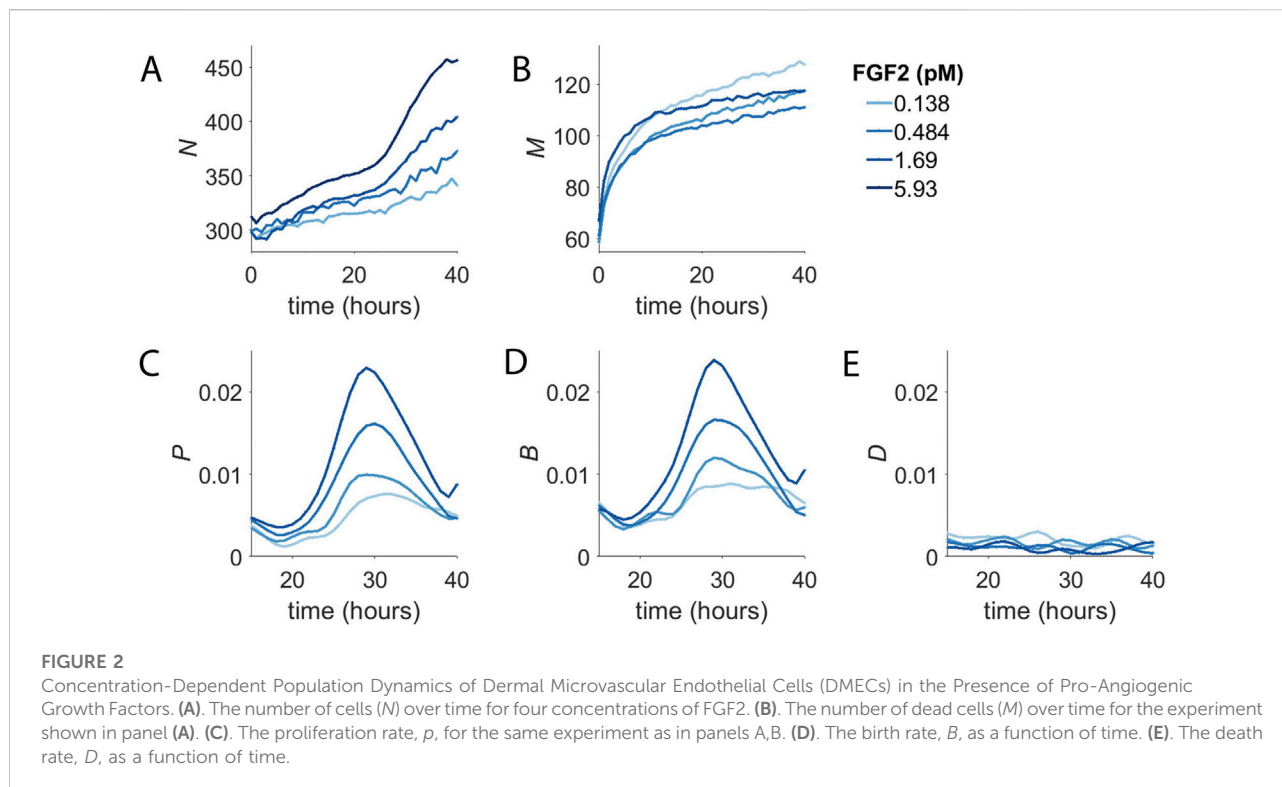 A
N
450
400
350
300
0
20
40
time (hours)
B
M
120
100
80
60
0
20
40
time (hours)
FGF2 (pM)
0.138
0.484
1.69
5.93
C
P
0.02
0.01
0
20
30
40
time (hours)
D
B
0.02
0.01
0
20
30
40
time (hours)
E
D
0.02
0.01
0
20
30
40
time (hours)
FIGURE 2
Concentration-Dependent Population Dynamics of Dermal Microvascular Endothelial Cells (DMECs) in the Presence of Pro-Angiogenic
Growth Factors. (A). The number of cells (N) over time for four concentrations of FGF2. (B). The number of dead cells (M) over time for the experiment
shown in panel (A). (C). The proliferation rate, p, for the same experiment as in panels A,B. (D). The birth rate, B, as a function of time. (E). The death
rate, D, as a function of time.